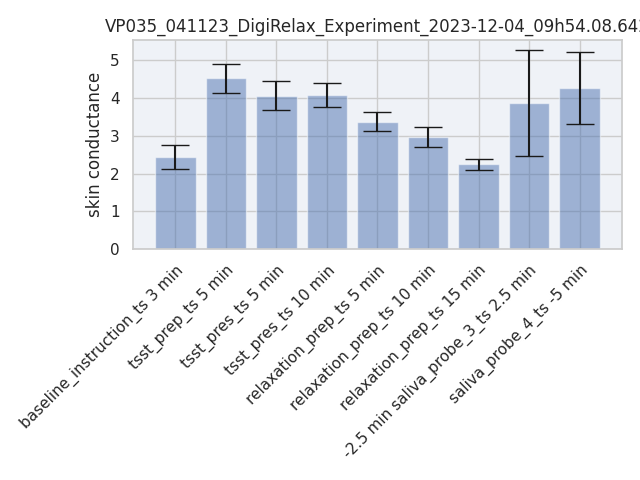 VP035_041123_DigiRelax_Experiment_2023-12-04_09h54.08.64
skin conductance
5
4
3
2
1
0
baseline_instruction_ts 3 min
tsst_prep_ts 5 min
tsst_pres_ts 5 min
tsst_pres_ts 10 min
relaxation_prep_ts 5 min
relaxation_prep_ts 10 min
relaxation_prep_ts 15 min
-2.5 min saliva_probe_3_ts 2.5 min
saliva_probe_4_ts -5 min